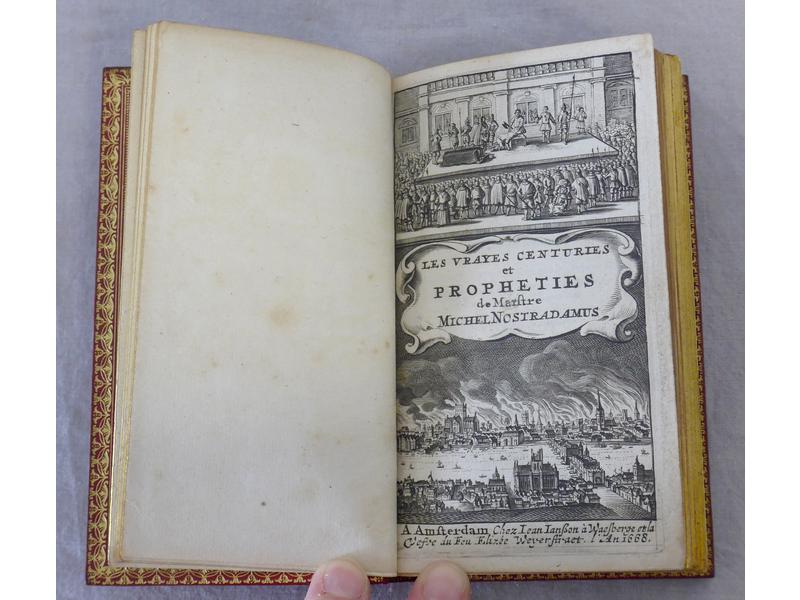 LES VRAYES CENTURIES
et
PROPHETIES
de Maistre
MICHEL NOSTRADAMUS
A Amsterdam Chez Iean Ianson à Waesberge et la
Vefve du Feu Elizée Weyerstraet. l'An 1668.